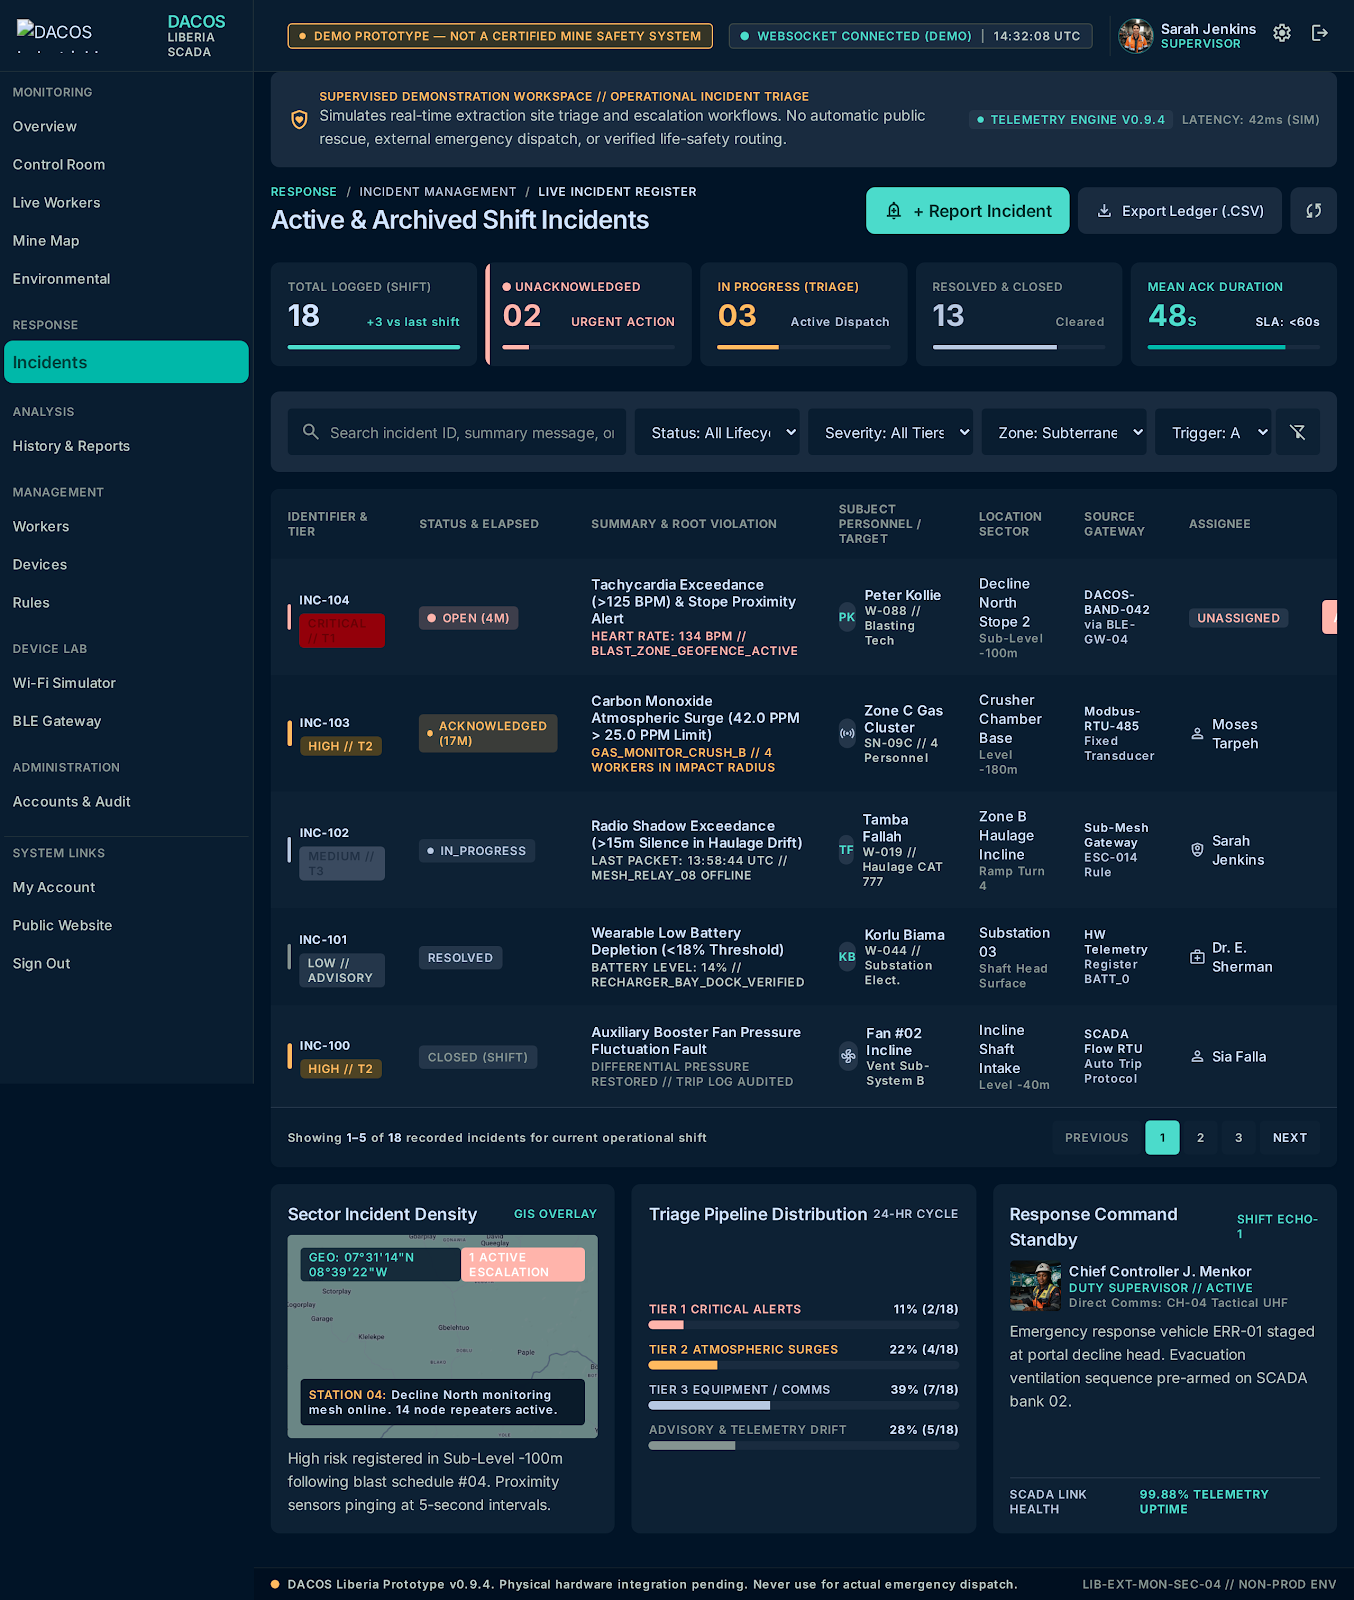 DACOS
DACOS
LIBERIA
SCADA
DEMO PROTOTYPE — NOT A CERTIFIED MINE SAFETY SYSTEM
WEBSOCKET CONNECTED (DEMO) | 14:32:08 UTC
Sarah Jenkins
SUPERVISOR
MONITORING
Overview
Control Room
Live Workers
Mine Map
Environmental
RESPONSE
Incidents
ANALYSIS
History & Reports
MANAGEMENT
Workers
Devices
Rules
DEVICE LAB
Wi-Fi Simulator
BLE Gateway
ADMINISTRATION
Accounts & Audit
SYSTEM LINKS
My Account
Public Website
Sign Out
SUPERVISED DEMONSTRATION WORKSPACE // OPERATIONAL INCIDENT TRIAGE
Simulates real-time extraction site triage and escalation workflows. No automatic public
rescue, external emergency dispatch, or verified life-safety routing.
TELEMETRY ENGINE V0.9.4
LATENCY: 42ms (SIM)
RESPONSE / INCIDENT MANAGEMENT / LIVE INCIDENT REGISTER
Active & Archived Shift Incidents
+ Report Incident
Export Ledger (.CSV)
TOTAL LOGGED (SHIFT)
18
+3 vs last shift
UNACKNOWLEDGED
02
URGENT ACTION
IN PROGRESS (TRIAGE)
03
Active Dispatch
RESOLVED & CLOSED
13
Cleared
MEAN ACK DURATION
48s
SLA: <60s
Search incident ID, summary message, or
Status: All Lifecyc
Severity: All Tiers
Zone: Subterrane
Trigger: A
IDENTIFIER &
TIER
STATUS & ELAPSED
SUMMARY & ROOT VIOLATION
SUBJECT
PERSONNEL /
TARGET
LOCATION
SECTOR
SOURCE
GATEWAY
ASSIGNEE
INC-104
CRITICAL
// T1
OPEN (4M)
Tachycardia Exceedance
(>125 BPM) & Stope Proximity
Alert
HEART RATE: 134 BPM //
BLAST_ZONE_GEOFENCE_ACTIVE
PK
Peter Kollie
W-088 //
Blasting
Tech
Decline
North
Stope 2
Sub-Level
-100m
DACOS-
BAND-042
via BLE-
GW-04
UNASSIGNED
INC-103
HIGH // T2
ACKNOWLEDGED
(17M)
Carbon Monoxide
Atmospheric Surge (42.0 PPM
> 25.0 PPM Limit)
GAS_MONITOR_CRUSH_B // 4
WORKERS IN IMPACT RADIUS
Zone C Gas
Cluster
SN-09C // 4
Personnel
Crusher
Chamber
Base
Level
-180m
Modbus-
RTU-485
Fixed
Transducer
Moses
Tarpeh
INC-102
MEDIUM //
T3
IN_PROGRESS
Radio Shadow Exceedance
(>15m Silence in Haulage Drift)
LAST PACKET: 13:58:44 UTC //
MESH_RELAY_08 OFFLINE
TF
Tamba
Fallah
W-019 //
Haulage CAT
777
Zone B
Haulage
Incline
Ramp Turn
4
Sub-Mesh
Gateway
ESC-014
Rule
Sarah
Jenkins
INC-101
LOW //
ADVISORY
RESOLVED
Wearable Low Battery
Depletion (<18% Threshold)
BATTERY LEVEL: 14% //
RECHARGER_BAY_DOCK_VERIFIED
KB
Korlu Biama
W-044 //
Substation
Elect.
Substation
03
Shaft Head
Surface
HW
Telemetry
Register
BATT_0
Dr. E.
Sherman
INC-100
HIGH // T2
CLOSED (SHIFT)
Auxiliary Booster Fan Pressure
Fluctuation Fault
DIFFERENTIAL PRESSURE
RESTORED // TRIP LOG AUDITED
Fan #02
Incline
Vent Sub-
System B
Incline
Shaft
Intake
Level -40m
SCADA
Flow RTU
Auto Trip
Protocol
Sia Falla
Showing 1–5 of 18 recorded incidents for current operational shift
PREVIOUS
1
2
3
NEXT
Sector Incident Density
GIS OVERLAY
GEO: 07°31'14"N
08°39'22"W
1 ACTIVE
ESCALATION
David
Queeglay
Sctorplay
Garage
Klelekpe
Gbelehtuo
Paple
STATION 04: Decline North monitoring
mesh online. 14 node repeaters active.
High risk registered in Sub-Level -100m
following blast schedule #04. Proximity
sensors pinging at 5-second intervals.
Triage Pipeline Distribution
24-HR CYCLE
TIER 1 CRITICAL ALERTS
11% (2/18)
TIER 2 ATMOSPHERIC SURGES
22% (4/18)
TIER 3 EQUIPMENT / COMMS
39% (7/18)
ADVISORY & TELEMETRY DRIFT
28% (5/18)
Response Command
Standby
SHIFT ECHO-
1
Chief Controller J. Menkor
DUTY SUPERVISOR // ACTIVE
Direct Comms: CH-04 Tactical UHF
Emergency response vehicle ERR-01 staged
at portal decline head. Evacuation
ventilation sequence pre-armed on SCADA
bank 02.
SCADA LINK
HEALTH
99.88% TELEMETRY
UPTIME
DACOS Liberia Prototype v0.9.4. Physical hardware integration pending. Never use for actual emergency dispatch.
LIB-EXT-MON-SEC-04 // NON-PROD ENV